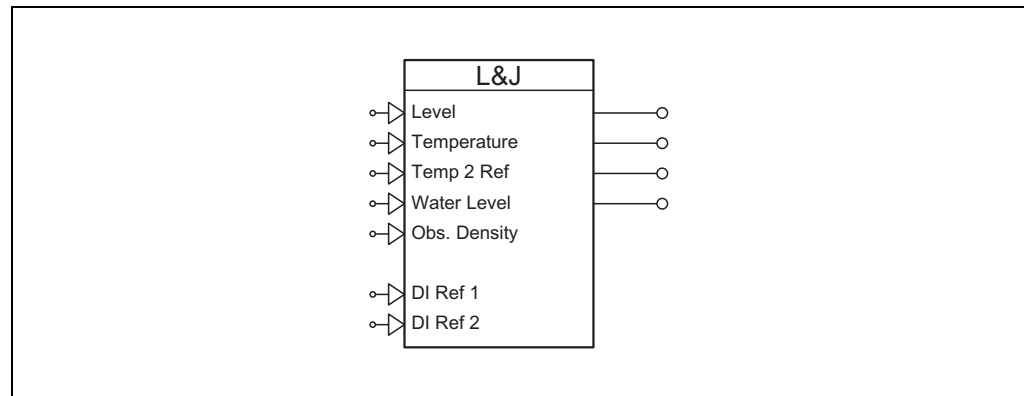 L&J
Level
Temperature
Temp 2 Ref
Water Level
Obs. Density
DI Ref 1
DI Ref 2